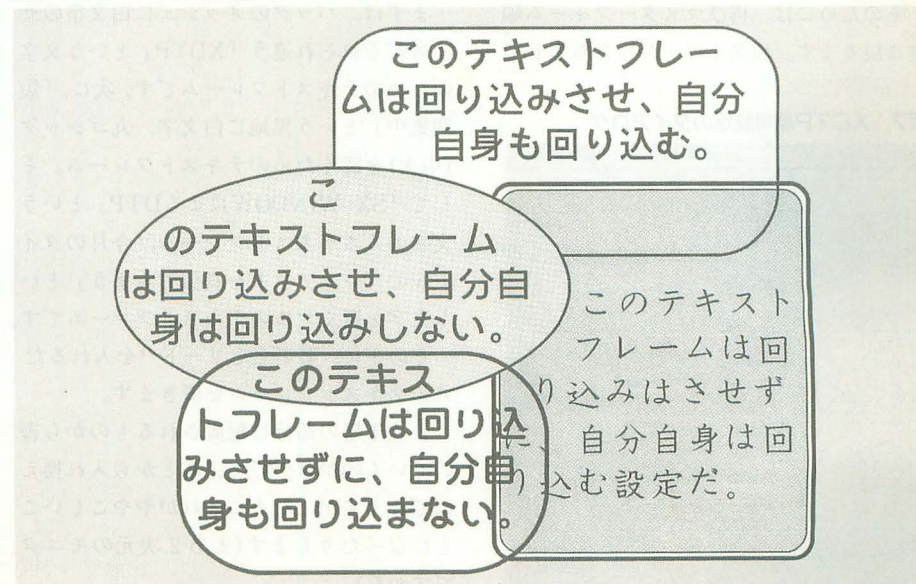 このテキストフレー
ムは回り込みさせ、自分
自身も回り込む。
こ
のテキストフレーム
は回り込みさせ、自分自
身は回り込みしない。
このテキス
トフレームは回り込
みさせずに、自分自
身も回り込まない。
このテキスト
フレームは回
り込みはさせず
に、自分自身は回
り込む設定だ。